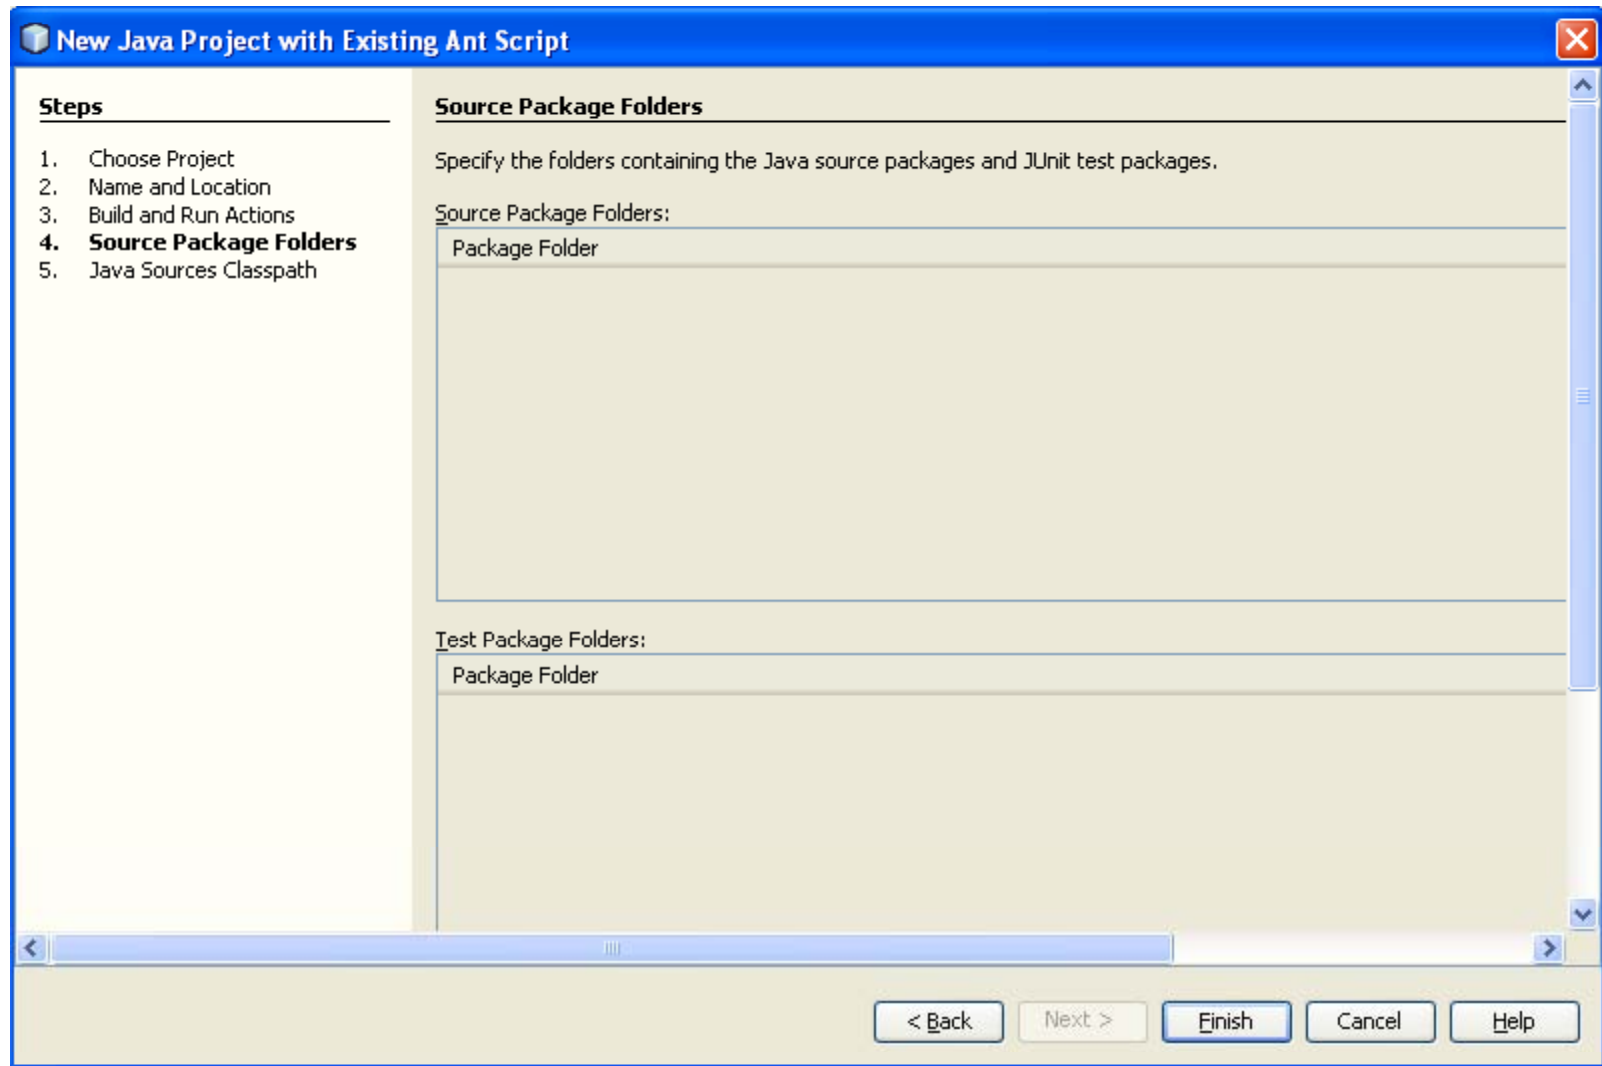 New Java Project with Existing Ant Script
Steps
1. Choose Project
2. Name and Location
3. Build and Run Actions
4. Source Package Folders
5. Java Sources Classpath
Source Package Folders
Specify the folders containing the Java source packages and JUnit test packages.
Source Package Folders:
Package Folder
Test Package Folders:
Package Folder
< Back Next > Finish Cancel Help